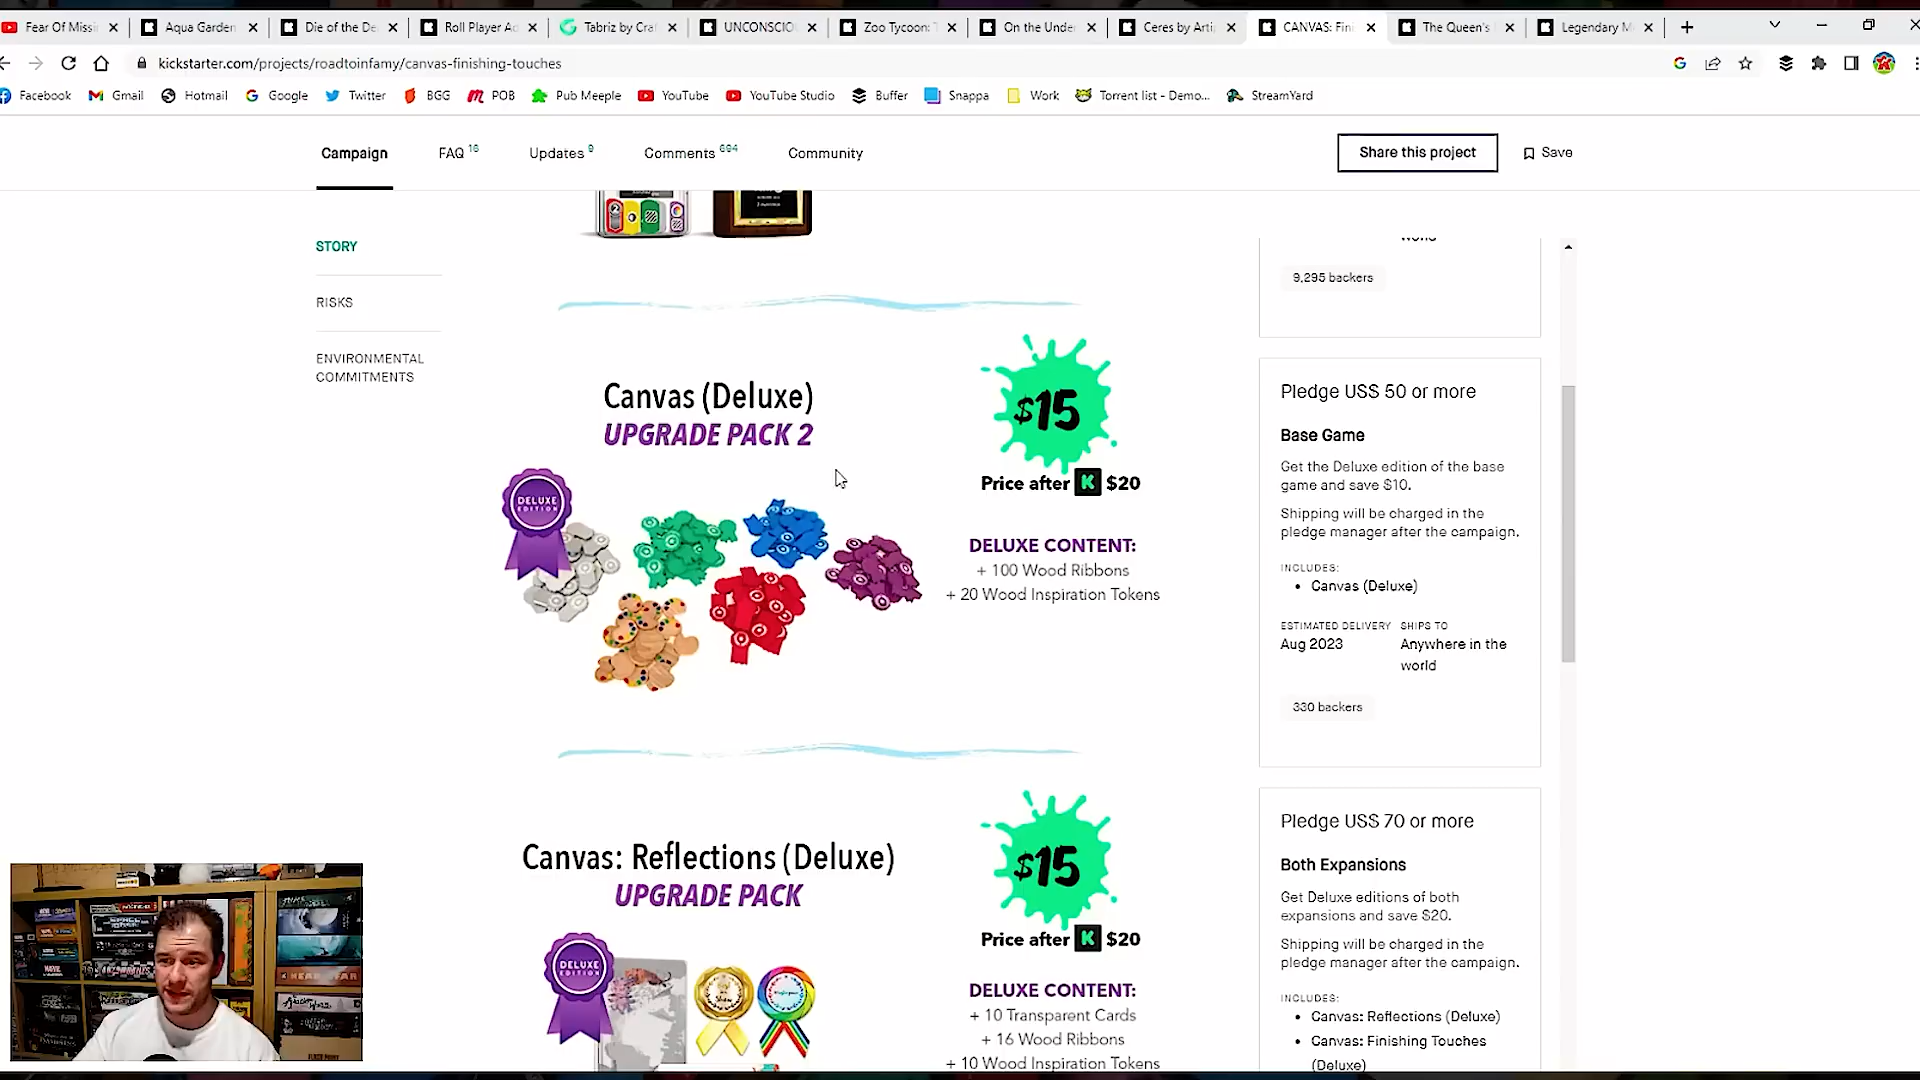 Fear Of Missi
Aqua Garden
Die of the De
Roll Player Ad
Tabriz by Craf
UNCONSCIO
Zoo Tycoon: T
On the Unde
Ceres by Arti
CANVAS: Fini
The Queen's
Legendary M
kickstarter.com/projects/roadtoinfamy/canvas-finishing-touches
Facebook
Gmail
Hotmail
Google
Twitter
BGG
POB
Pub Meeple
YouTube
YouTube Studio
Buffer
Snappa
Work
Torrent list - Demo...
StreamYard
Campaign
FAQ 16
Updates 9
Comments 694
Community
Share this project
Save
STORY
RISKS
ENVIRONMENTAL
COMMITMENTS
Canvas (Deluxe)
UPGRADE PACK 2
DELUXE
EDITION
$15
Price after K $20
DELUXE CONTENT:
+ 100 Wood Ribbons
+ 20 Wood Inspiration Tokens
Canvas: Reflections (Deluxe)
UPGRADE PACK
DELUXE
EDITION
$15
Price after K $20
DELUXE CONTENT:
+ 10 Transparent Cards
+ 16 Wood Ribbons
+ 10 Wood Inspiration Tokens
9,295 backers
Pledge US$ 50 or more
Base Game
Get the Deluxe edition of the base
game and save $10.
Shipping will be charged in the
pledge manager after the campaign.
INCLUDES:
• Canvas (Deluxe)
ESTIMATED DELIVERY
Aug 2023
SHIPS TO
Anywhere in the
world
330 backers
Pledge US$ 70 or more
Both Expansions
Get Deluxe editions of both
expansions and save $20.
Shipping will be charged in the
pledge manager after the campaign.
INCLUDES:
• Canvas: Reflections (Deluxe)
• Canvas: Finishing Touches
(Deluxe)